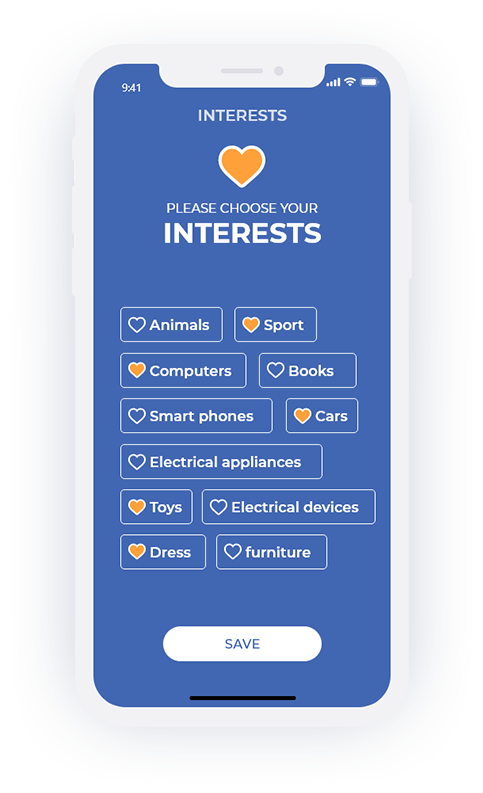 9:41
INTERESTS
PLEASE CHOOSE YOUR
INTERESTS
Animals Sport
Computers Books
Smart phones Cars
Electrical appliances
Toys Electrical devices
Dress furniture
SAVE